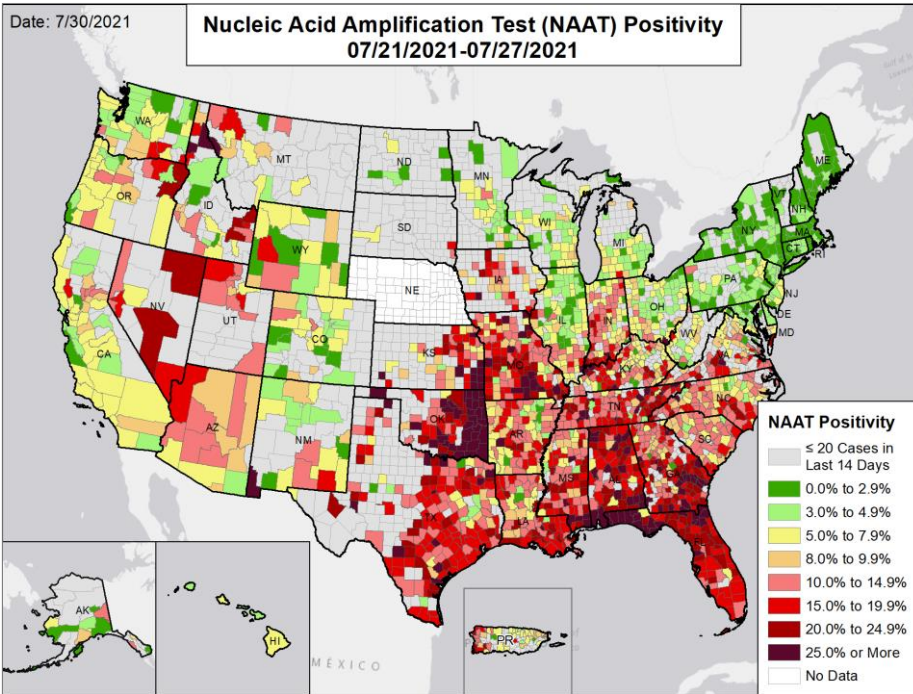 Date: 7/30/2021
Nucleic Acid Amplification Test (NAAT) Positivity
07/21/2021-07/27/2021
WA
MT
ND
MN
ME
OR
ID
WY
SD
WI
MI
VT
NH
NY
MA
CT
RI
NV
UT
CO
NE
IA
IL
IN
OH
PA
NJ
DE
MD
WV
VA
CA
AZ
NM
KS
MO
KY
OK
AR
TN
NC
SC
TX
LA
MS
AL
GA
FL
AK
HI
PR
MÉXICO
NAAT Positivity
≤ 20 Cases in
Last 14 Days
0.0% to 2.9%
3.0% to 4.9%
5.0% to 7.9%
8.0% to 9.9%
10.0% to 14.9%
15.0% to 19.9%
20.0% to 24.9%
25.0% or More
No Data